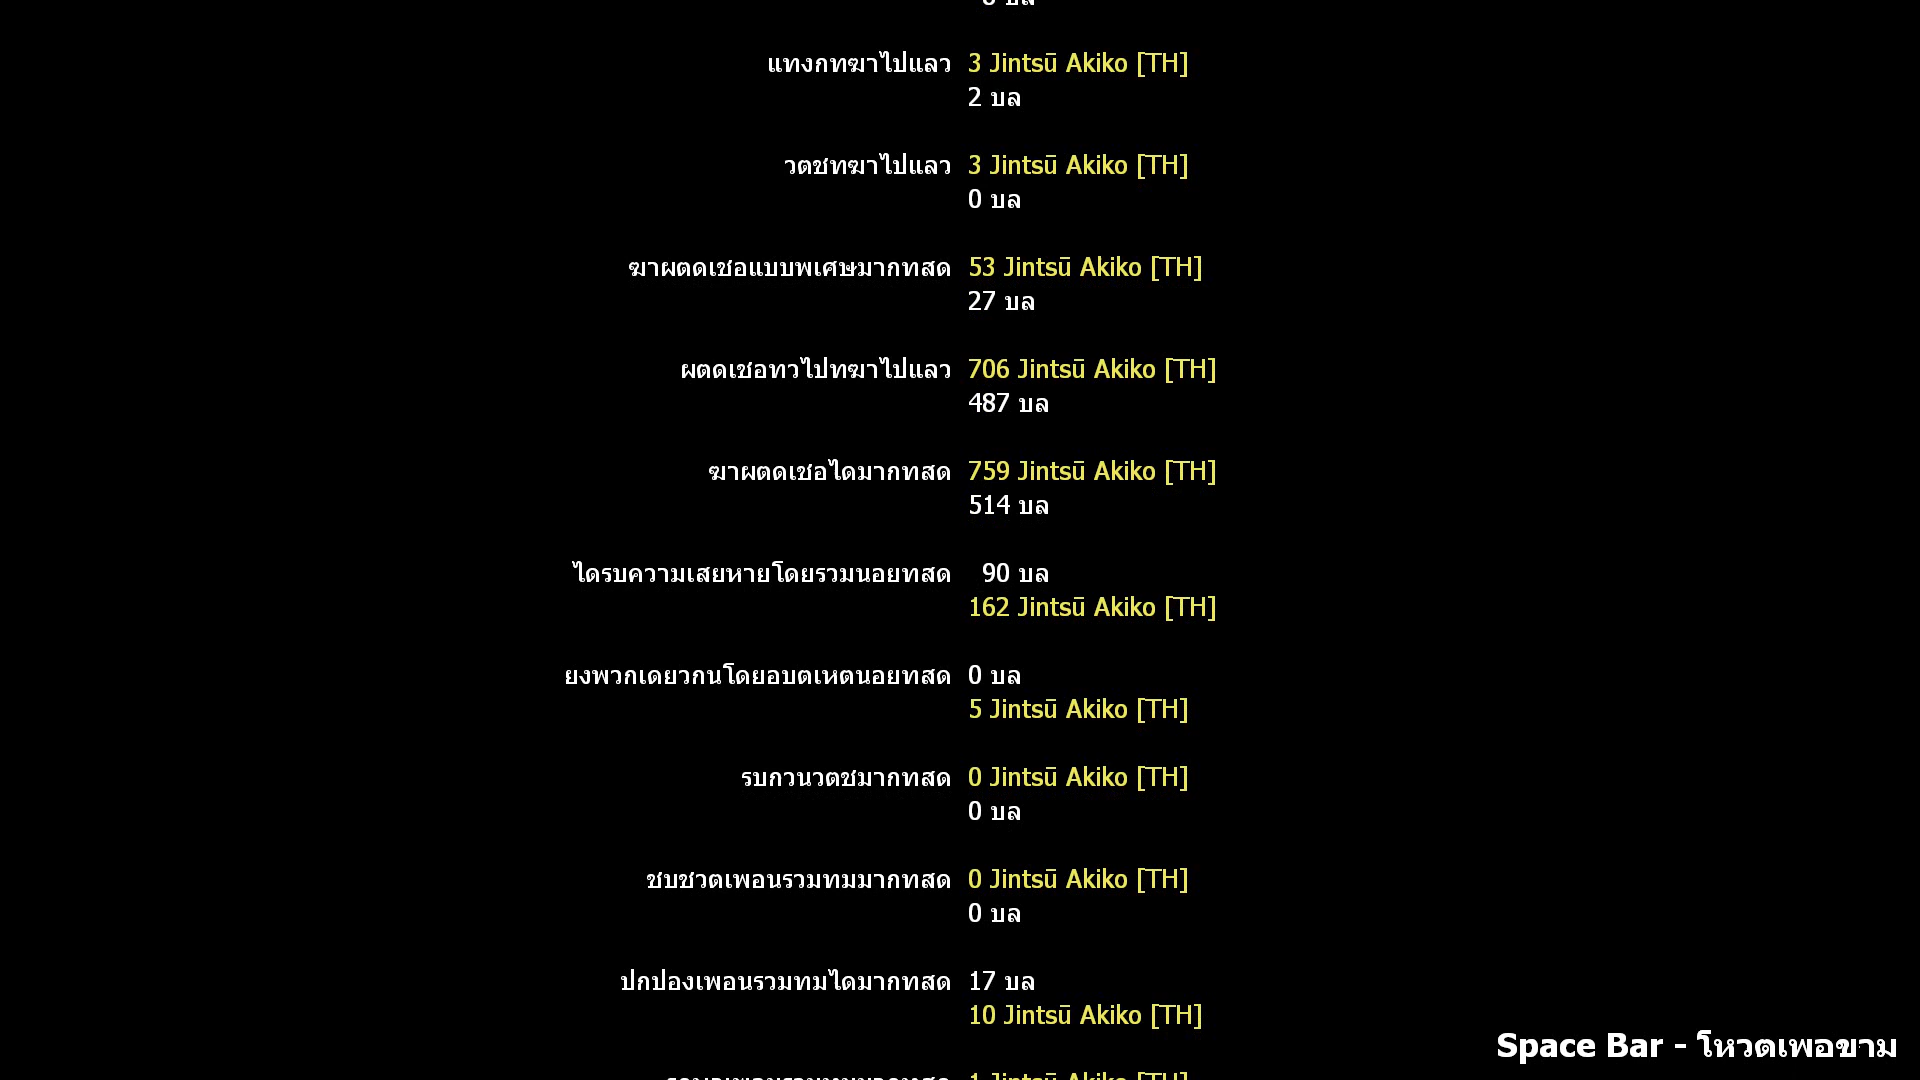 แทงกทฆาไปแลว 3 Jintsū Akiko [TH]
2 บล
วตชทฆาไปแลว 3 Jintsū Akiko [TH]
0 บล
ฆาผตดเชอแบบพเศษมากทสด 53 Jintsū Akiko [TH]
27 บล
ผตดเชอทวไปทฆาไปแลว 706 Jintsū Akiko [TH]
487 บล
ฆาผตดเชอไดมากทสด 759 Jintsū Akiko [TH]
514 บล
ไดรบความเสยหายโดยรวมนอยทสด 90 บล
162 Jintsū Akiko [TH]
ยงพวกเดยวกนโดยอบตเหตนอยทสด 0 บล
5 Jintsū Akiko [TH]
รบกวนวตชมากทสด 0 Jintsū Akiko [TH]
0 บล
ชบชวตเพอนรวมทมมากทสด 0 Jintsū Akiko [TH]
0 บล
ปกปองเพอนรวมทมไดมากทสด 17 บล
10 Jintsū Akiko [TH]
Space Bar - โหวตเพอขาม